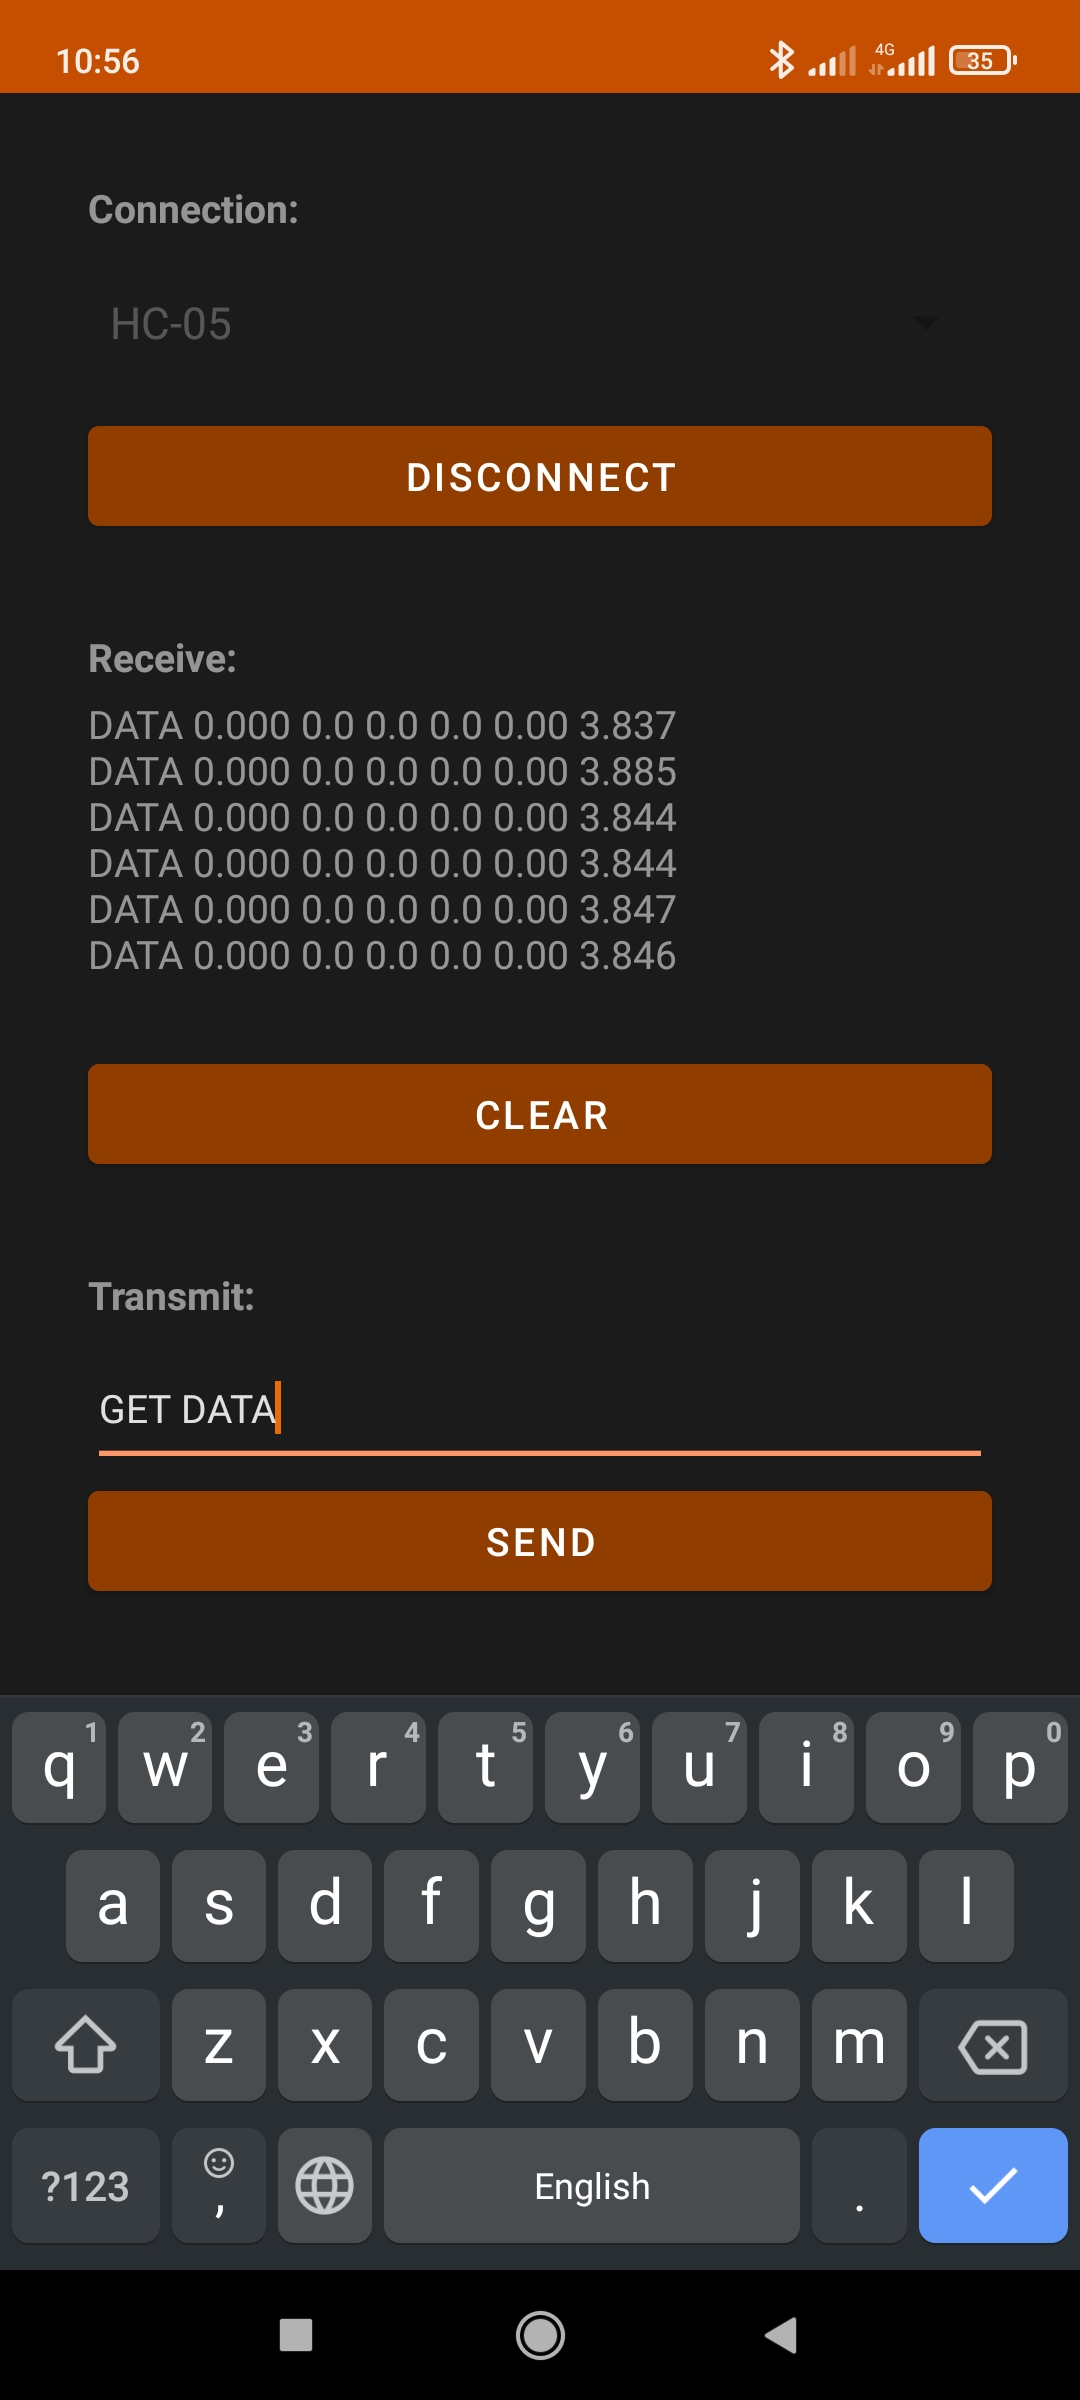 10:56
4G
35
Connection:
HC-05
DISCONNECT
Receive:
DATA 0.000 0.0 0.0 0.0 0.00 3.837
DATA 0.000 0.0 0.0 0.0 0.00 3.885
DATA 0.000 0.0 0.0 0.0 0.00 3.844
DATA 0.000 0.0 0.0 0.0 0.00 3.844
DATA 0.000 0.0 0.0 0.0 0.00 3.847
DATA 0.000 0.0 0.0 0.0 0.00 3.846
CLEAR
Transmit:
GET DATA
SEND
1 2 3 4 5 6 7 8 9 0
q w e r t y u i o p
a s d f g h j k l
z x c v b n m
?123 , English .